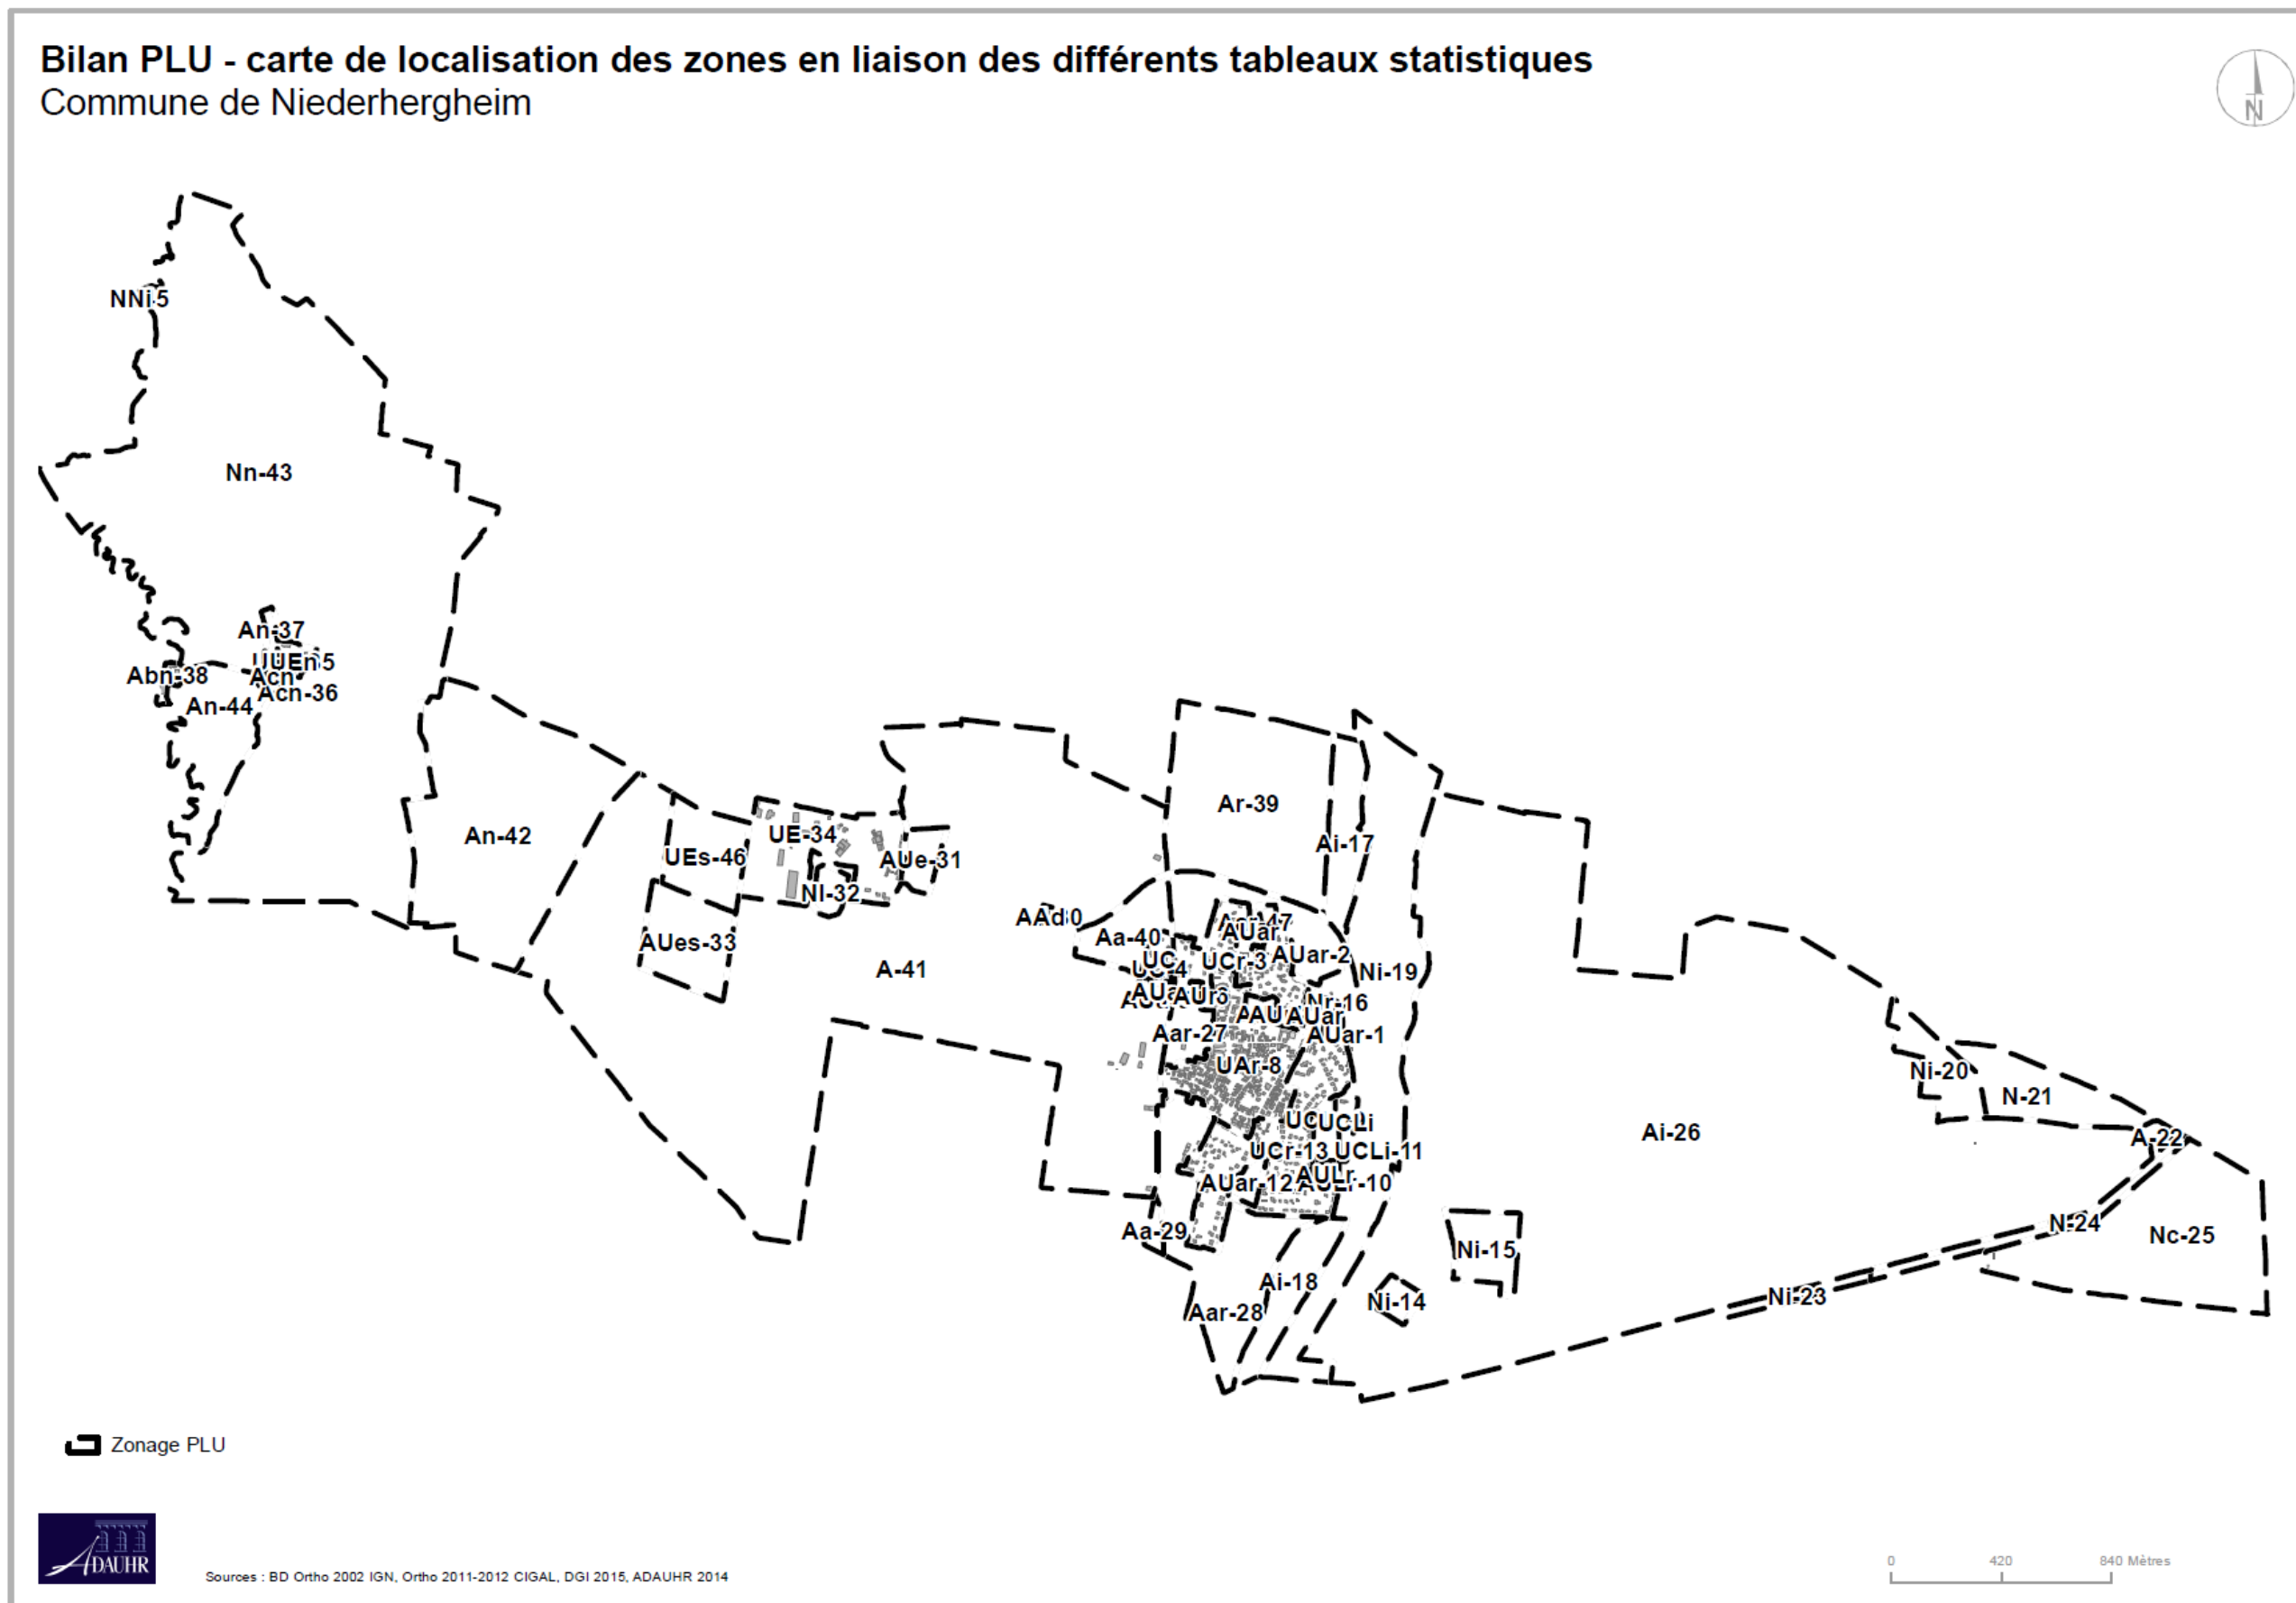 Bilan PLU - carte de localisation des zones en liaison des différents tableaux statistiques
Commune de Niederhergheim
N
Nn-43
An-37
Abn-38
Acn
Acn-36
An-44
An-42
UEs-46
UE-34
AUe-31
NI-32
AUes-33
A-41
Aa-40
Ar-39
Ai-17
AUar
AUar-2
UCr-3
Ni-19
Nr-16
AUar
AUar-1
Aar-27
UAr-8
UCLi
UCr-13
UCLi-11
AULr
AUar-12
Aa-29
Ai-18
Aar-28
Ni-14
Ni-15
Ai-26
Ni-20
N-21
A-22
N-24
Nc-25
Ni-23
Zonage PLU
ADAUHR
Sources : BD Ortho 2002 IGN, Ortho 2011-2012 CIGAL, DGI 2015, ADAUHR 2014
0 420 840 Mètres